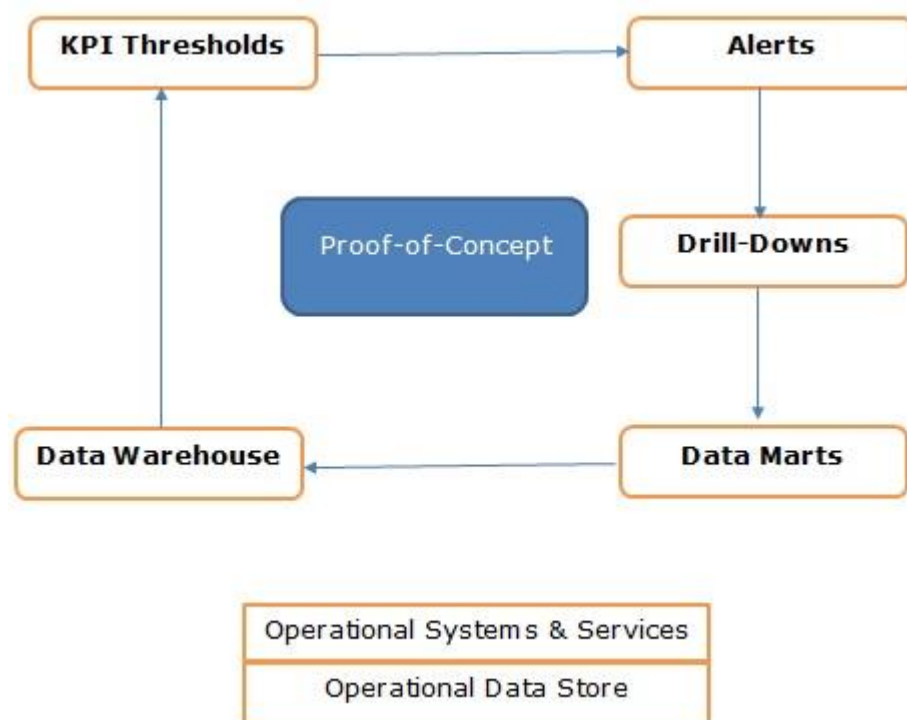 KPI Thresholds
Alerts
Proof-of-Concept
Drill-Downs
Data Warehouse
Data Marts
Operational Systems & Services
Operational Data Store